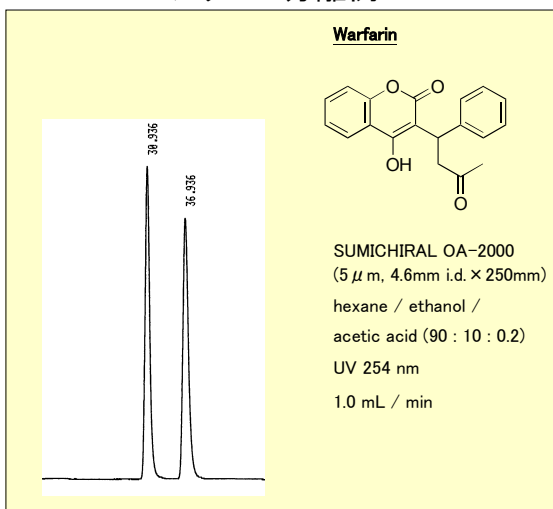 Warfarin
30.936
36.936
O
O
OH
O
SUMICHIRAL OA-2000
(5 μ m, 4.6mm i.d. × 250mm)
hexane / ethanol /
acetic acid (90 : 10 : 0.2)
UV 254 nm
1.0 mL / min